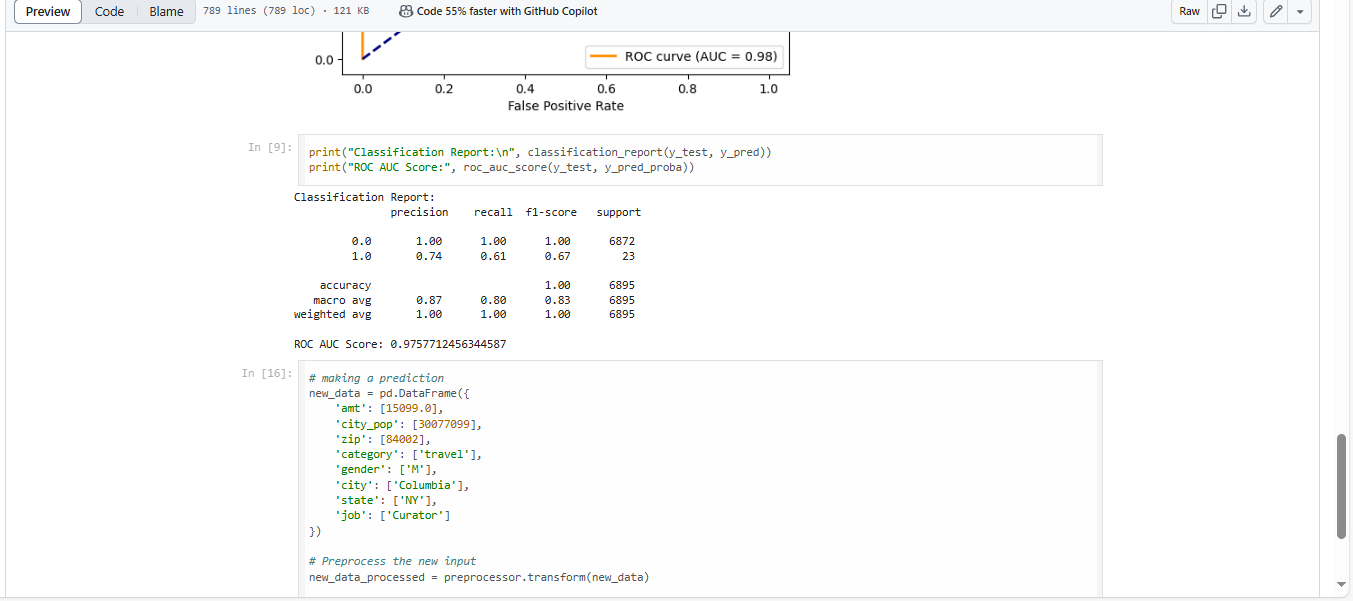 Preview Code Blame 789 lines (789 loc) · 121 KB Code 55% faster with GitHub Copilot Raw
0.0
ROC curve (AUC = 0.98)
0.0 0.2 0.4 0.6 0.8 1.0
False Positive Rate
In [9]:
print("Classification Report:\n", classification_report(y_test, y_pred))
print("ROC AUC Score:", roc_auc_score(y_test, y_pred_proba))
Classification Report:
precision recall f1-score support
0.0 1.00 1.00 1.00 6872
1.0 0.74 0.61 0.67 23
accuracy 1.00 6895
macro avg 0.87 0.80 0.83 6895
weighted avg 1.00 1.00 1.00 6895
ROC AUC Score: 0.9757712456344587
In [16]:
# making a prediction
new_data = pd.DataFrame({
'amt': [15099.0],
'city_pop': [30077099],
'zip': [84002],
'category': ['travel'],
'gender': ['M'],
'city': ['Columbia'],
'state': ['NY'],
'job': ['Curator']
})
# Preprocess the new input
new_data_processed = preprocessor.transform(new_data)